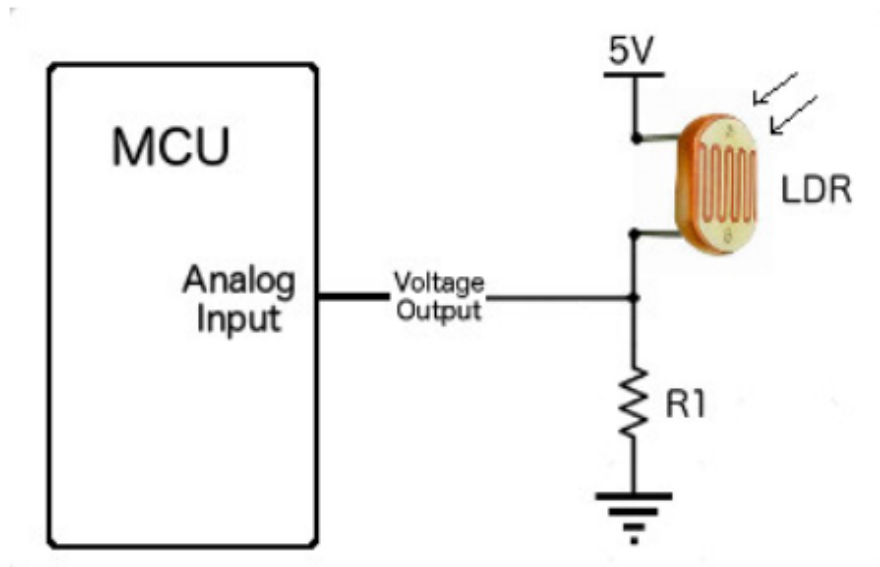 5V
MCU
LDR
Analog
Input
Voltage
Output
R1